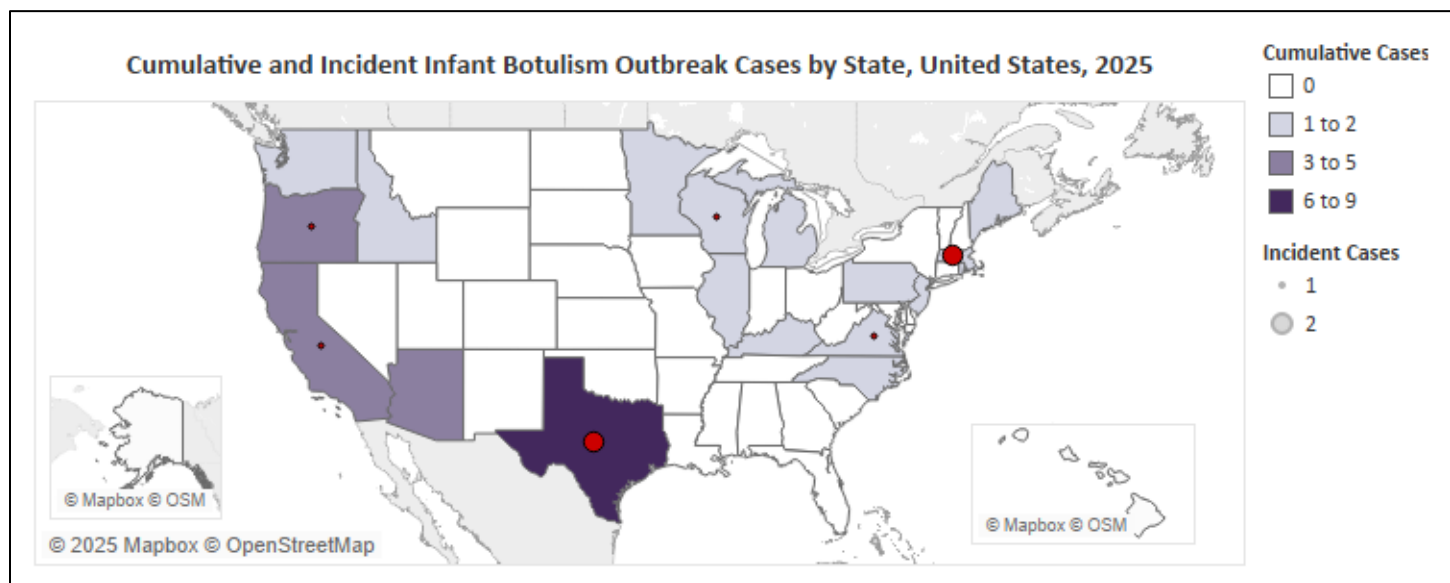 Cumulative and Incident Infant Botulism Outbreak Cases by State, United States, 2025
Cumulative Cases
0
1 to 2
3 to 5
6 to 9
Incident Cases
1
2
© Mapbox © OSM
© Mapbox © OSM
© 2025 Mapbox © OpenStreetMap